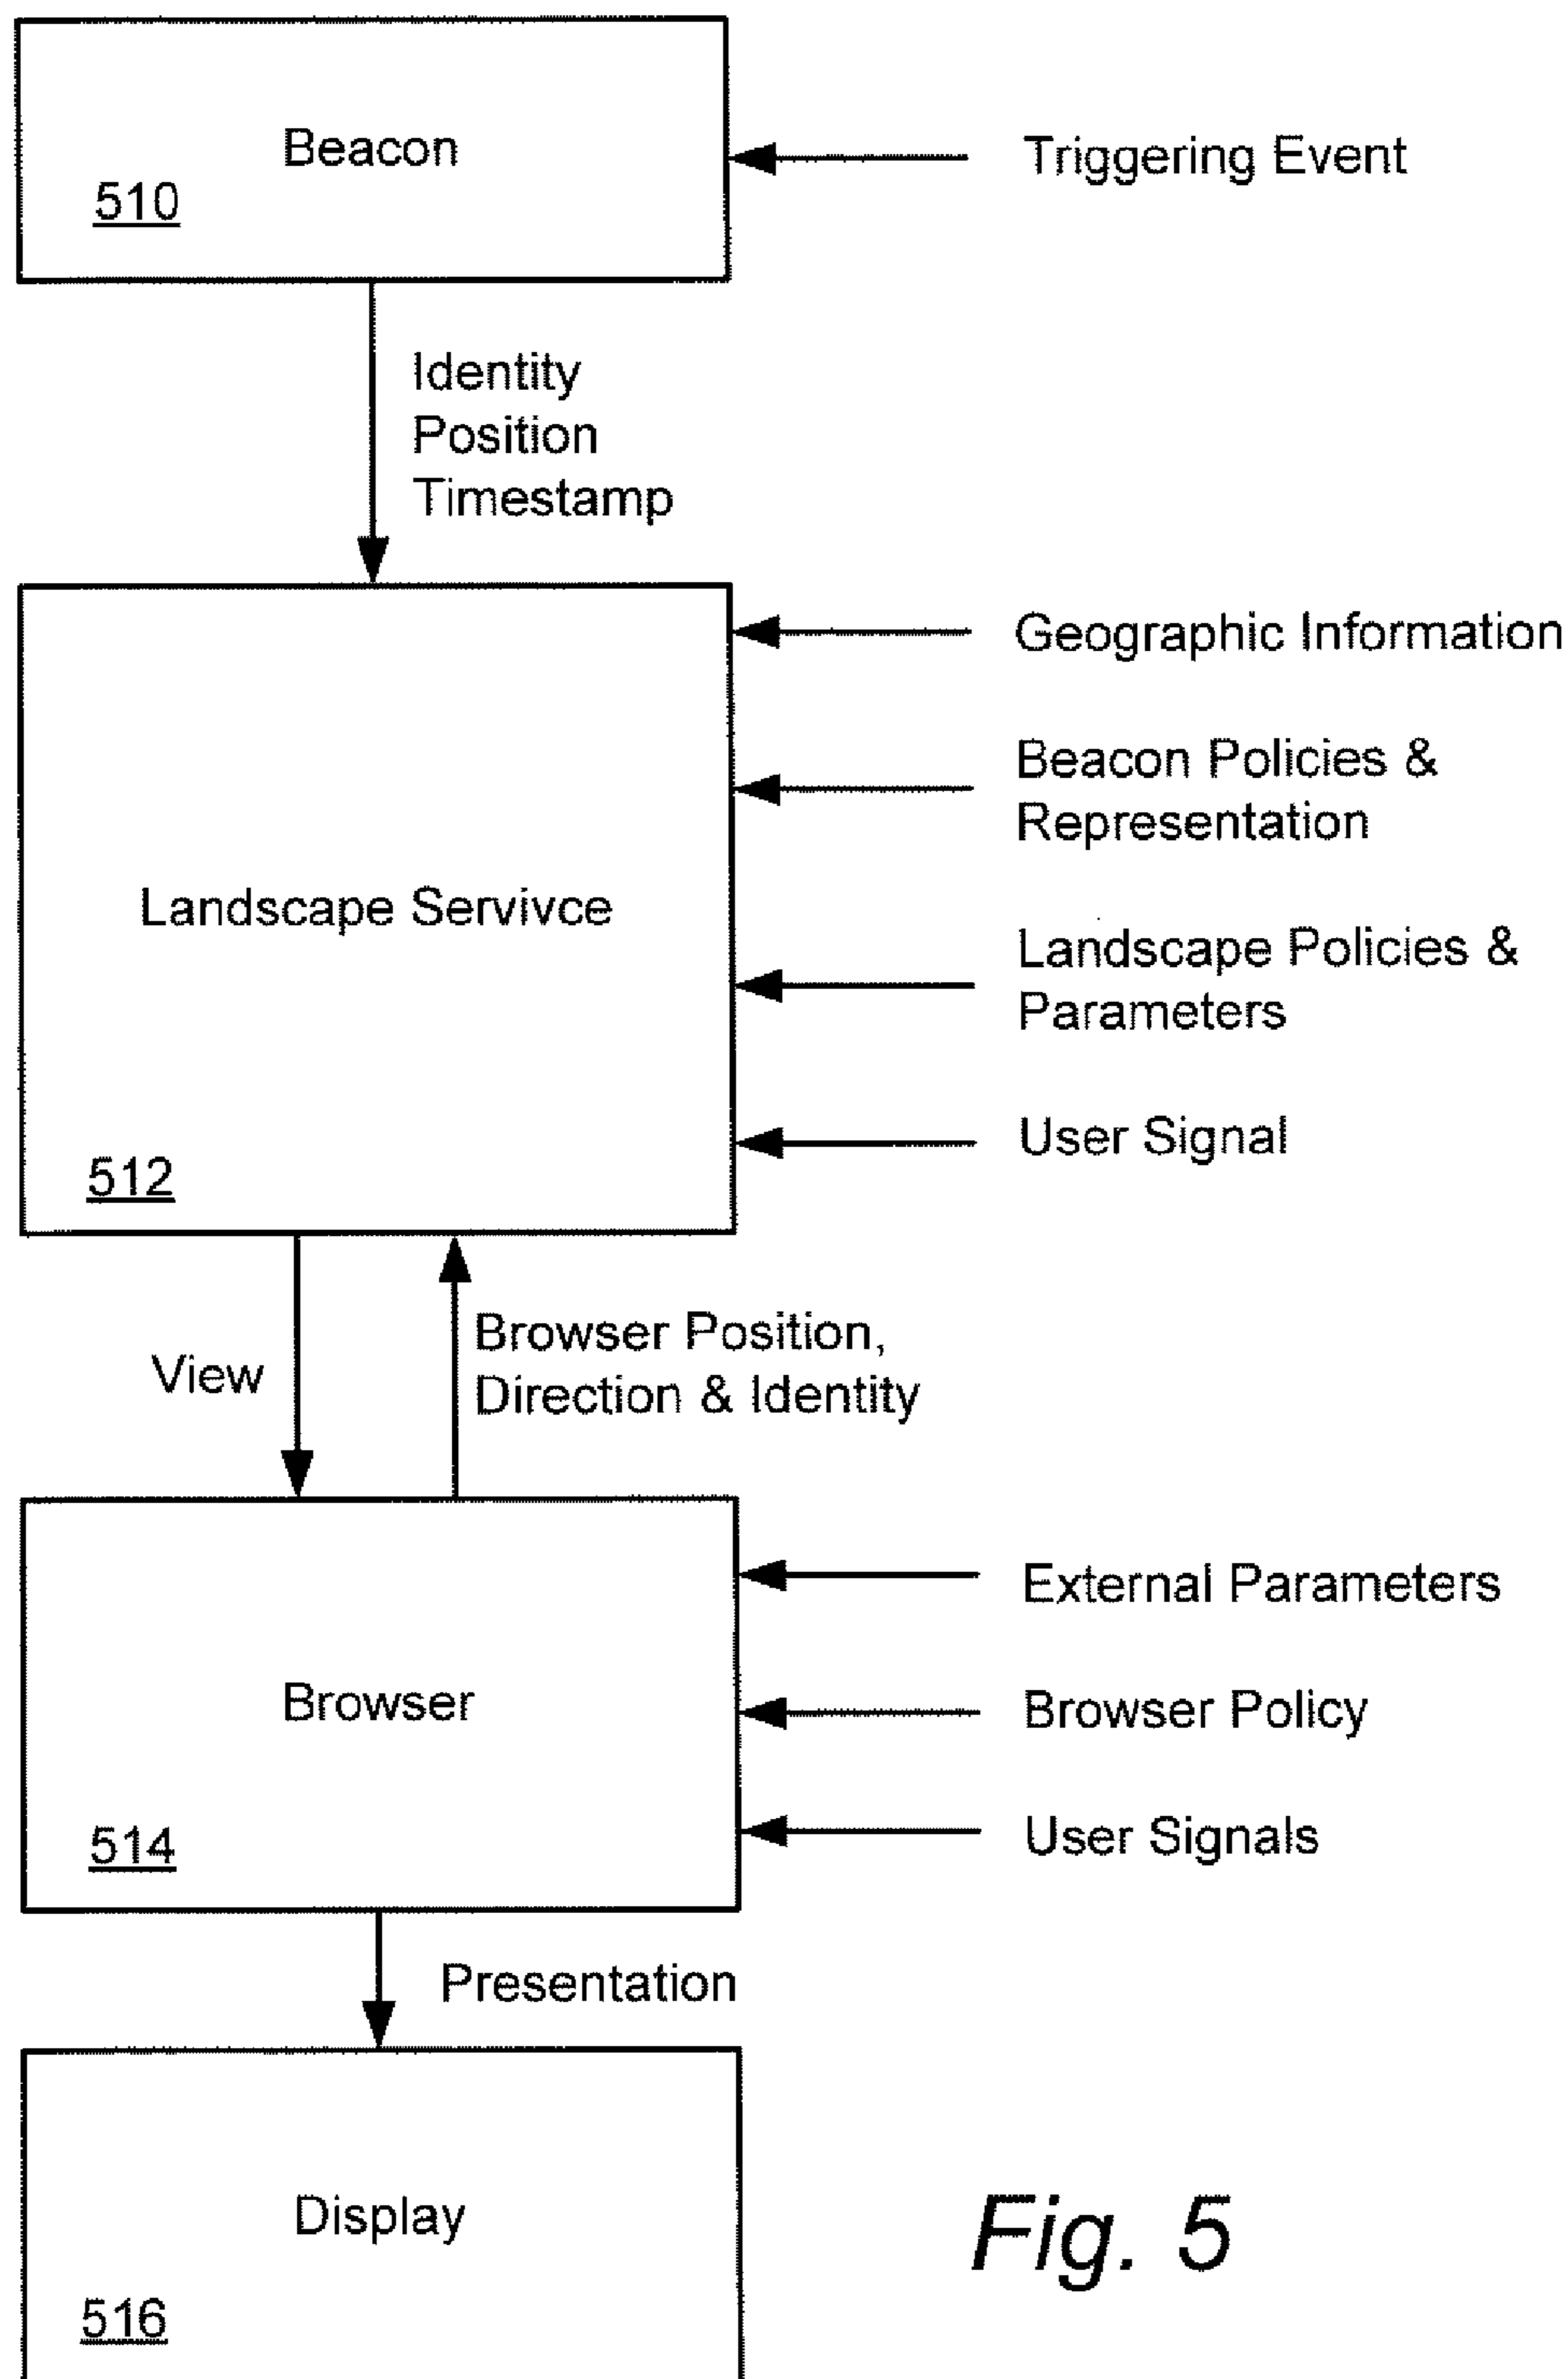 Beacon
510
Triggering Event
Identity
Position
Timestamp
Geographic Information
Beacon Policies &
Representation
Landscape Servivce
Landscape Policies &
Parameters
User Signal
512
View
Browser Position,
Direction & Identity
External Parameters
Browser
Browser Policy
514
User Signals
Presentation
Display
516
Fig. 5